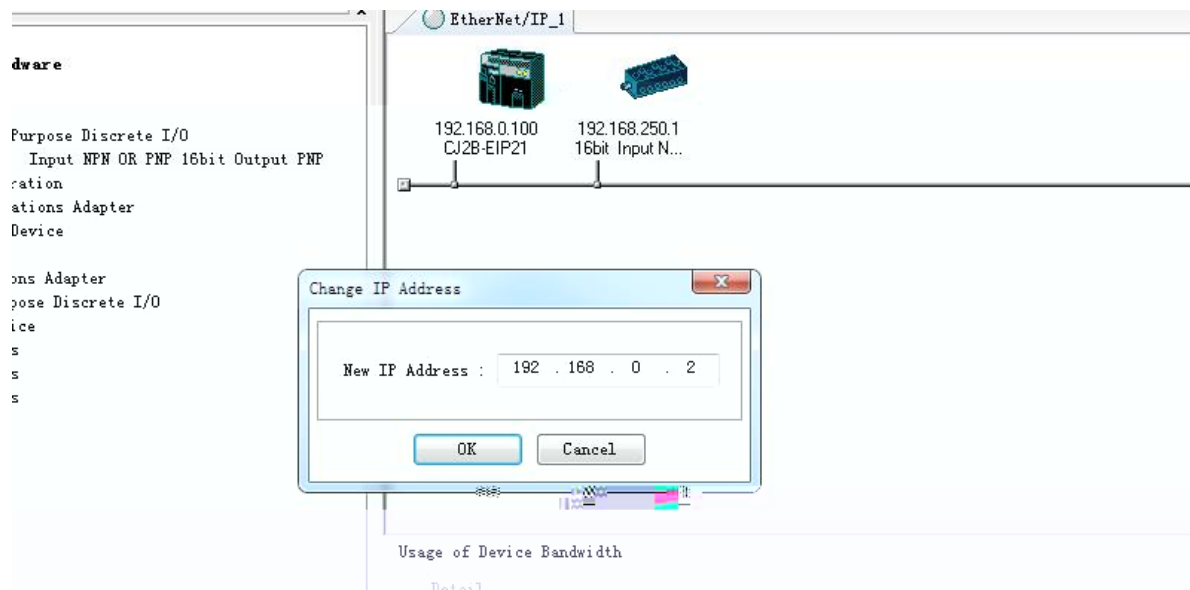 EtherNet/IP_1
dware
192.168.0.100
CJ2B-EIP21
192.168.250.1
16bit Input N...
Purpose Discrete I/O
Input NPN OR PNP 16bit Output PNP
ration
ations Adapter
Device
ons Adapter
pose Discrete I/O
ice
s
s
s
Change IP Address
New IP Address : 192 . 168 . 0 . 2
OK
Cancel
Usage of Device Bandwidth
Detail